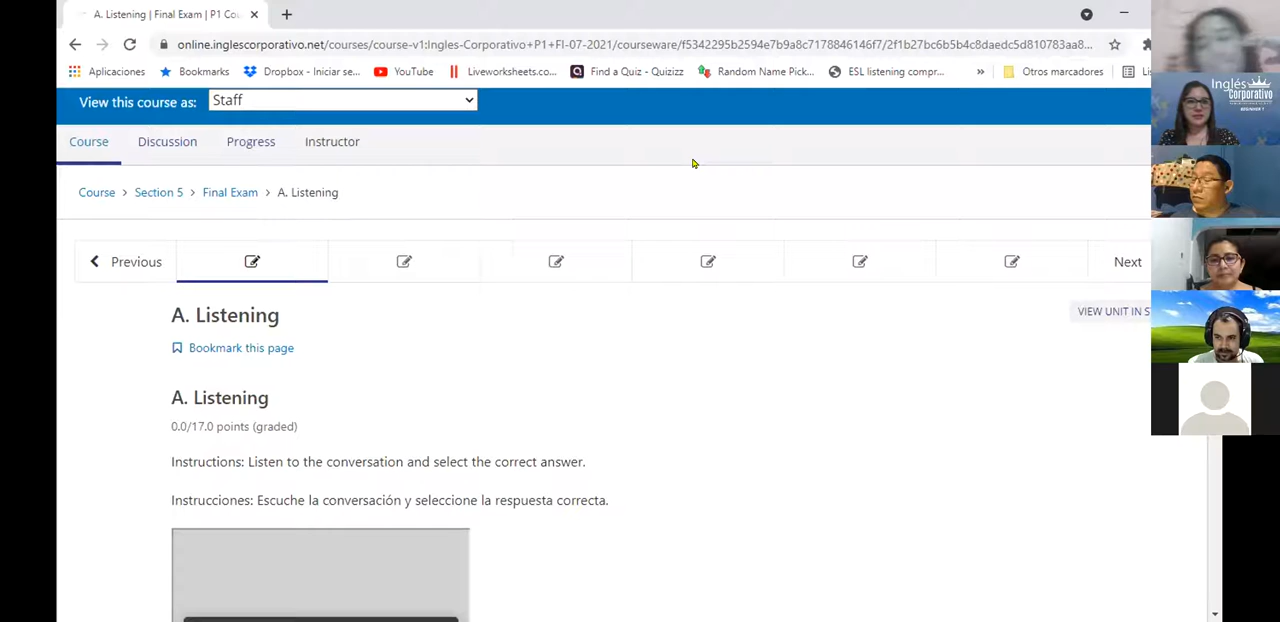 A. Listening | Final Exam | P1 Cou
online.inglescorporativo.net/courses/course-v1:Ingles-Corporativo+P1+FI-07-2021/courseware/f5342295b2594e7b9a8c7178846146f7/2f1b27bc6b5b4c8daedc5d810783aa8...
Aplicaciones Bookmarks Dropbox - Iniciar se... YouTube Liveworksheets.co... Find a Quiz - Quizizz Random Name Pick... ESL listening compr... » Otros marcadores
View this course as: Staff
Inglés
Corporativo
Course Discussion Progress Instructor
Course > Section 5 > Final Exam > A. Listening
Previous Next
A. Listening
VIEW UNIT IN S
Bookmark this page
A. Listening
0.0/17.0 points (graded)
Instructions: Listen to the conversation and select the correct answer.
Instrucciones: Escuche la conversación y seleccione la respuesta correcta.